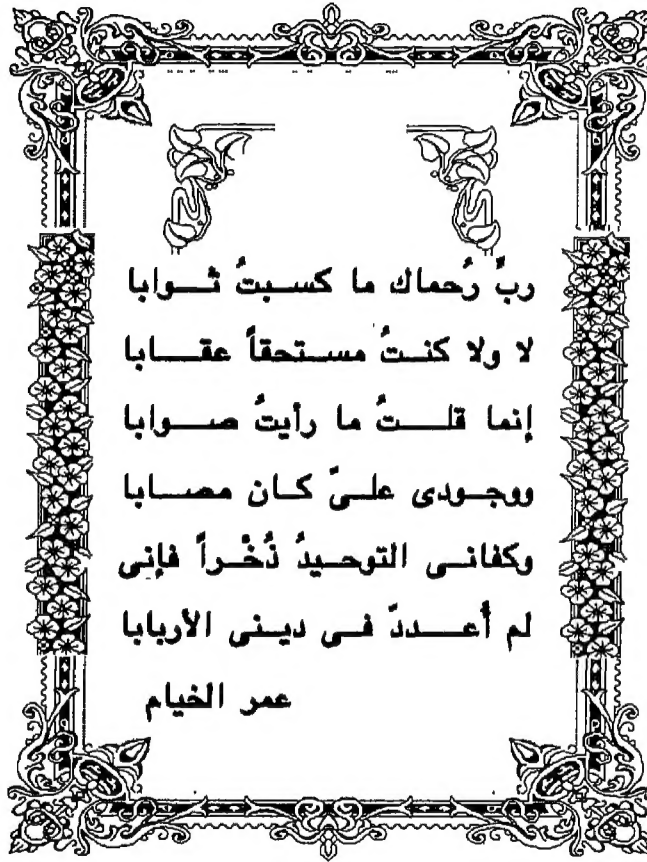 ربِّ رُحماك ما كسبتُ ثوابا
لا ولا كنتُ مستحقاً عقابا
إنما قلتُ ما رأيتُ صوابا
ووجودى علىّ كان مصابا
وكفانى التوحيدُ ذُخْراً فإنى
لم أعددّ فى دينى الأربابا
عمر الخيام